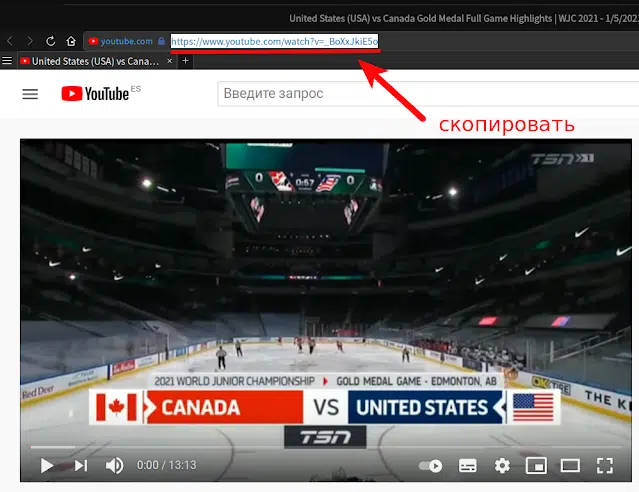 United States (USA) vs Canada Gold Medal Full Game Highlights | WJC 2021 - 1/5/202
youtube.com https://www.youtube.com/watch?v=_BoXxJkiE5o
United States (USA) vs Cana... × +
YouTube ES
Введите запрос
скопировать
TSN 1
0 0:57 0
Red Deer
2021 WORLD JUNIOR CHAMPIONSHIP GOLD MEDAL GAME - EDMONTON, AB
OK TIRE
THE K
CANADA VS UNITED STATES
TSN
0:00 / 13:13